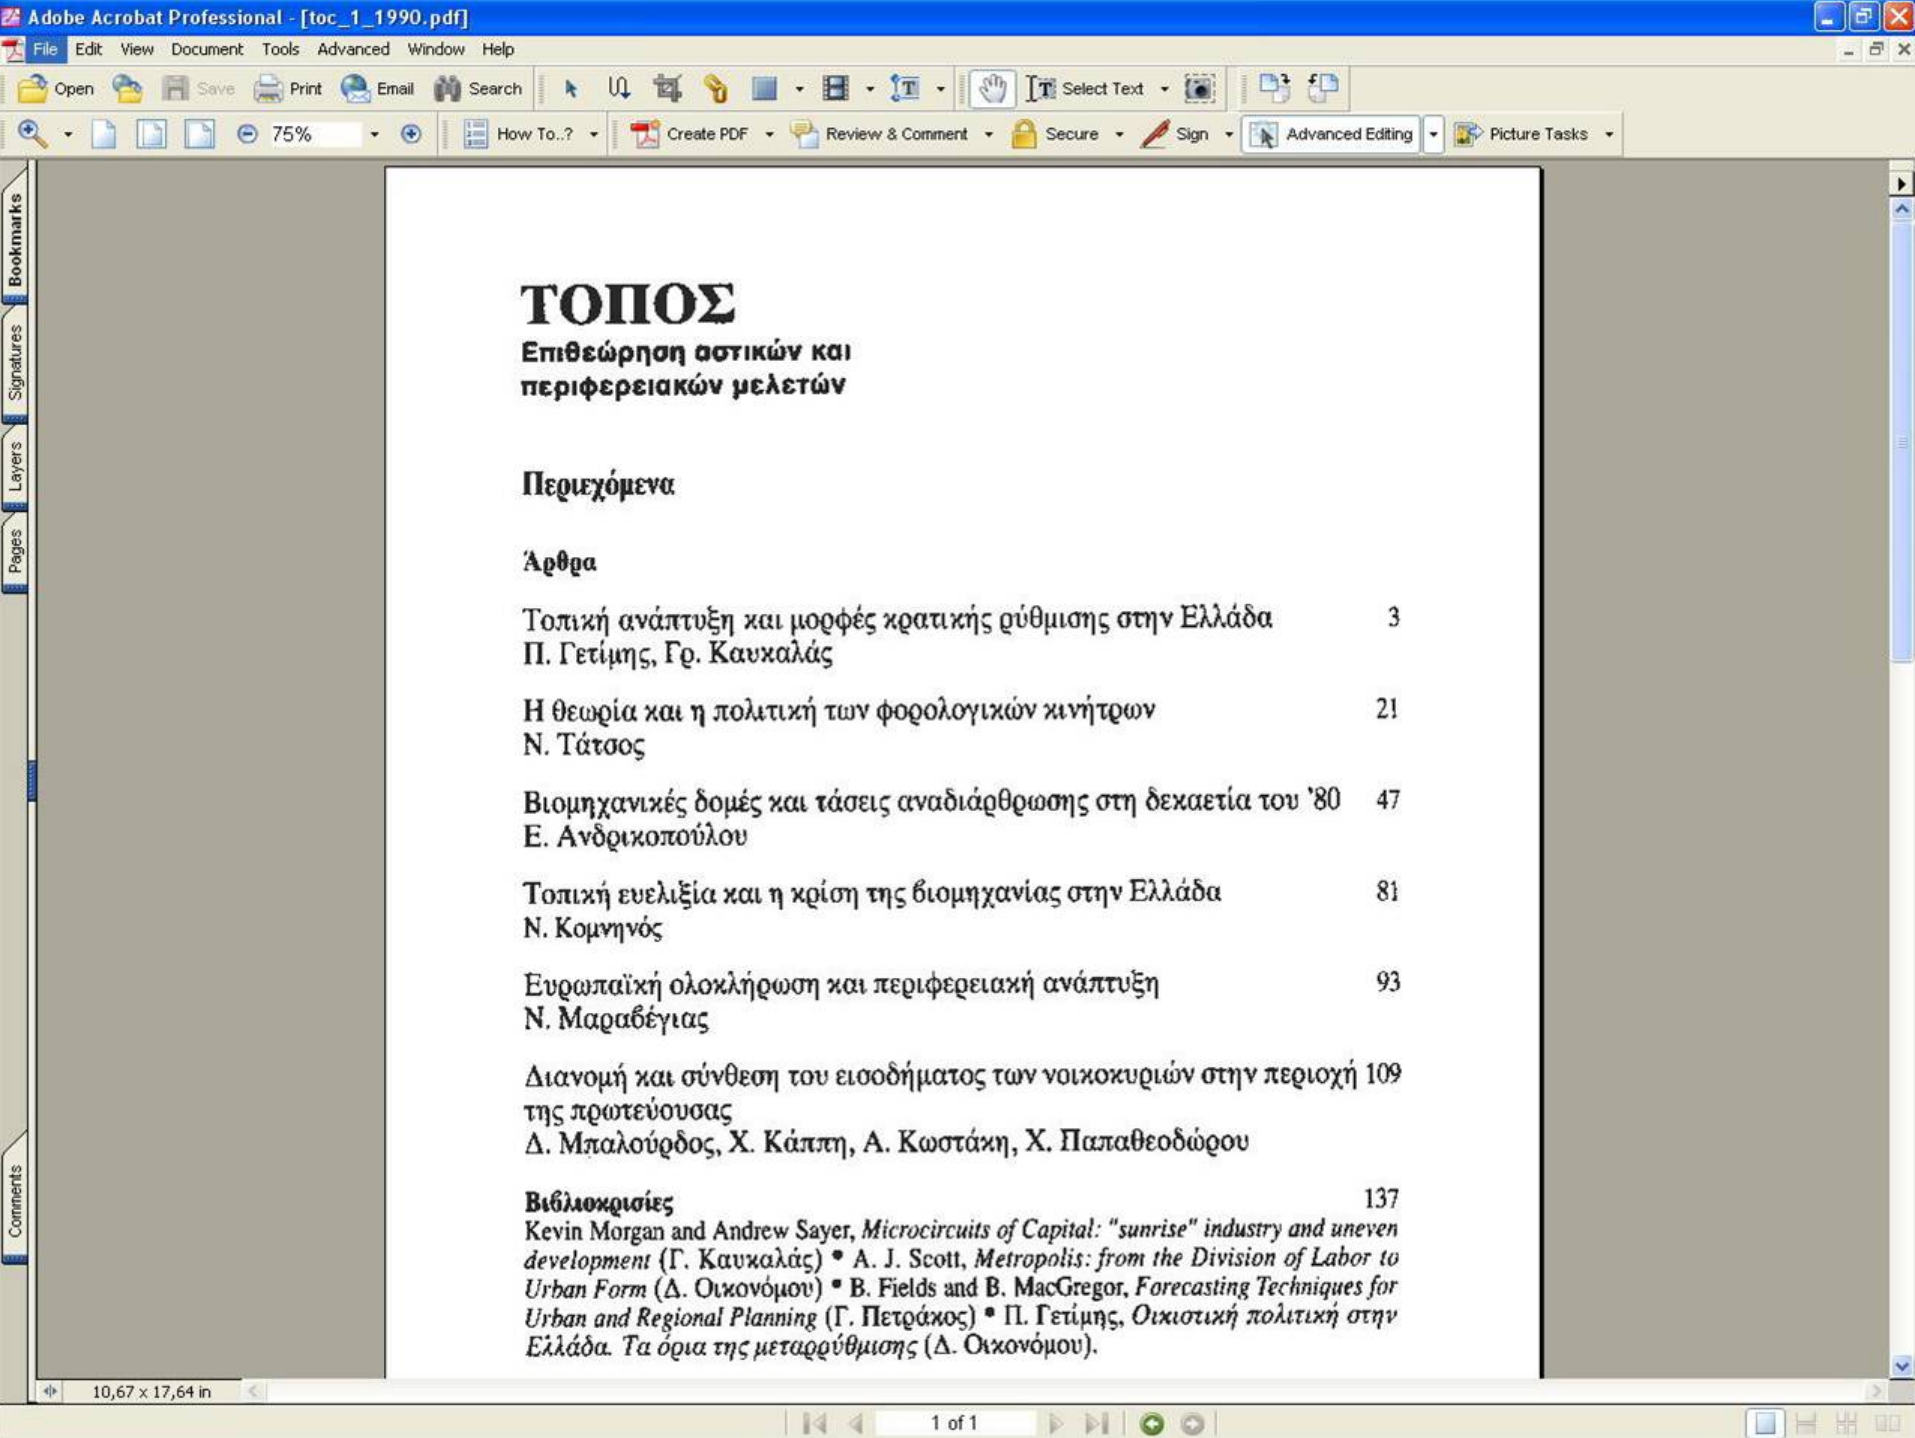 Adobe Acrobat Professional - [toc_1_1990.pdf]
File Edit View Document Tools Advanced Window Help
Open Save Print Email Search Select Text
75% How To..? Create PDF Review & Comment Secure Sign Advanced Editing Picture Tasks
Bookmarks
Signatures
Layers
Pages
Comments
ΤΟΠΟΣ
Επιθεώρηση αστικών και
περιφερειακών μελετών
Περιεχόμενα
Άρθρα
Τοπική ανάπτυξη και μορφές κρατικής ρύθμισης στην Ελλάδα 3
Π. Γετίμης, Γρ. Καυκαλάς
Η θεωρία και η πολιτική των φορολογικών κινήτρων 21
Ν. Τάτσος
Βιομηχανικές δομές και τάσεις αναδιάρθρωσης στη δεκαετία του '80 47
Ε. Ανδρικοπούλου
Τοπική ευελιξία και η κρίση της βιομηχανίας στην Ελλάδα 81
Ν. Κομνηνός
Ευρωπαϊκή ολοκλήρωση και περιφερειακή ανάπτυξη 93
Ν. Μαραβέγιας
Διανομή και σύνθεση του εισοδήματος των νοικοκυριών στην περιοχή 109
της πρωτεύουσας
Δ. Μπαλούρδος, Χ. Κάππη, Α. Κωστάκη, Χ. Παπαθεοδώρου
Βιβλιοκρισίες 137
Kevin Morgan and Andrew Sayer, Microcircuits of Capital: "sunrise" industry and uneven
development (Γ. Καυκαλάς) • A. J. Scott, Metropolis: from the Division of Labor to
Urban Form (Δ. Οικονόμου) • B. Fields and B. MacGregor, Forecasting Techniques for
Urban and Regional Planning (Γ. Πετράκος) • Π. Γετίμης, Οικιστική πολιτική στην
Ελλάδα. Τα όρια της μεταρρύθμισης (Δ. Οικονόμου).
10,67 x 17,64 in
1 of 1